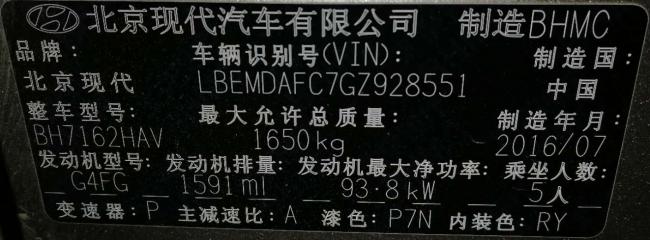 北京现代汽车有限公司 制造BHMC
品牌: 车辆识别号(VIN): 制造国:
北京现代 LBEMDAFC7GZ928551 中国
整车型号: 最大允许总质量: 制造年月:
BH7162HAV 1650kg 2016/07
发动机型号: 发动机排量: 发动机最大净功率: 乘坐人数:
G4FG 1591ml 93.8kW 5人
变速器: P 主减速比: A 漆色: P7N 内装色: RY